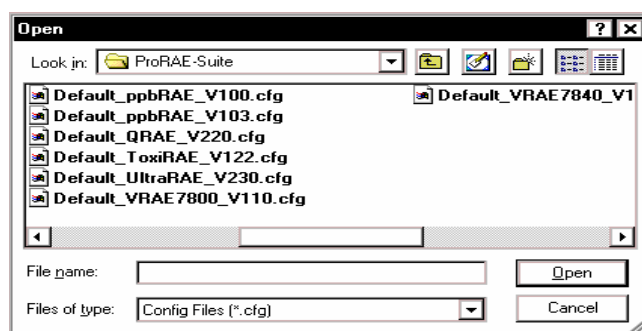 Open
Look in: ProRAE-Suite
Default_ppbRAE_V100.cfg
Default_ppbRAE_V103.cfg
Default_QRAE_V220.cfg
Default_ToxiRAE_V122.cfg
Default_UltraRAE_V230.cfg
Default_VRAE7800_V110.cfg
Default_VRAE7840_V1
File name:
Open
Files of type: Config Files (*.cfg)
Cancel